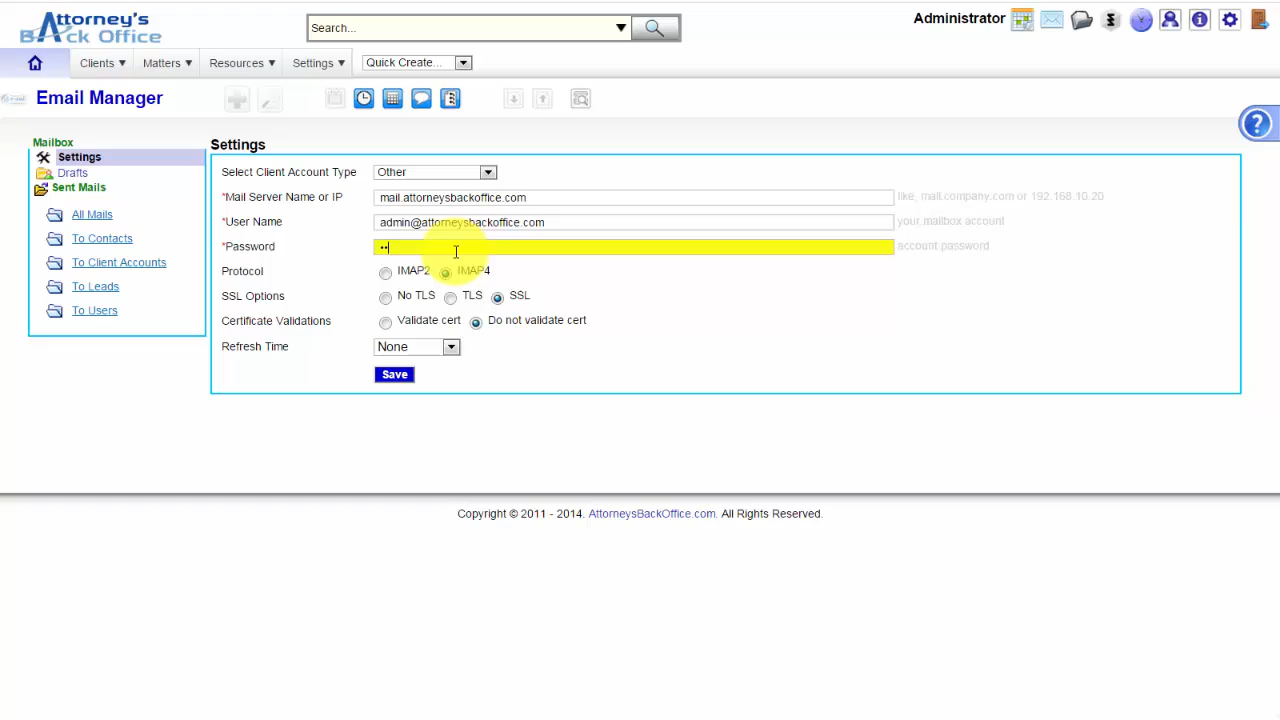 Attorney's
BAck Office
Search...
Administrator
Clients
Matters
Resources
Settings
Quick Create...
Email Manager
Mailbox
Settings
Drafts
Sent Mails
All Mails
To Contacts
To Client Accounts
To Leads
To Users
Settings
Select Client Account Type Other
*Mail Server Name or IP mail.attorneysbackoffice.com like, mail.company.com or 192.168.10.20
*User Name admin@attorneysbackoffice.com your mailbox account
*Password •• account password
Protocol IMAP2 IMAP4
SSL Options No TLS TLS SSL
Certificate Validations Validate cert Do not validate cert
Refresh Time None
Save
Copyright © 2011 - 2014. AttorneysBackOffice.com. All Rights Reserved.